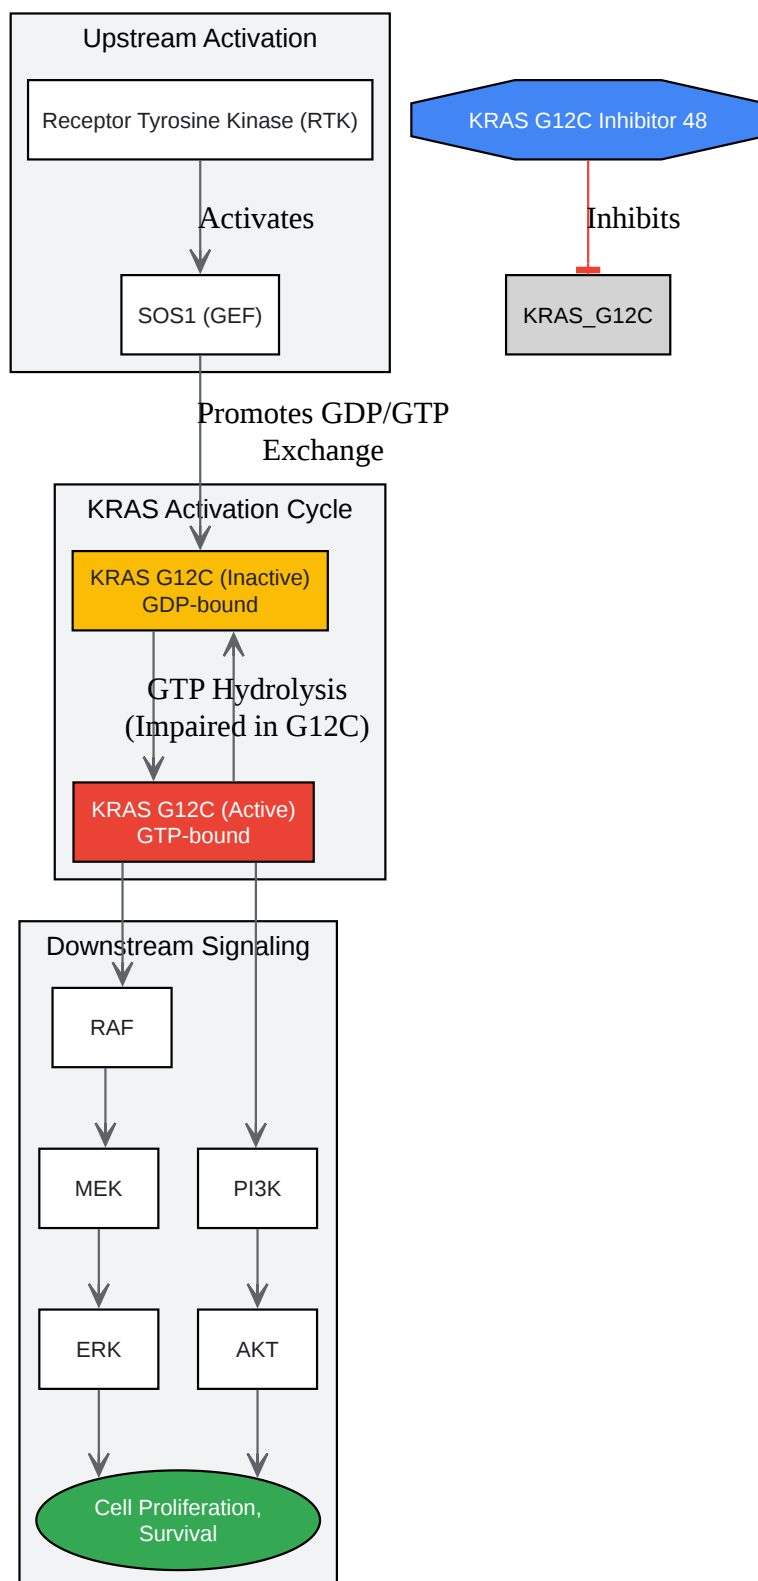 Upstream Activation
Receptor Tyrosine Kinase (RTK)
KRAS G12C Inhibitor 48
Activates
Inhibits
SOS1 (GEF)
KRAS_G12C
Promotes GDP/GTP
Exchange
KRAS Activation Cycle
KRAS G12C (Inactive)
GDP-bound
GTP Hydrolysis
(Impaired in G12C)
KRAS G12C (Active)
GTP-bound
Downstream Signaling
RAF
MEK
PI3K
ERK
AKT
Cell Proliferation,
Survival